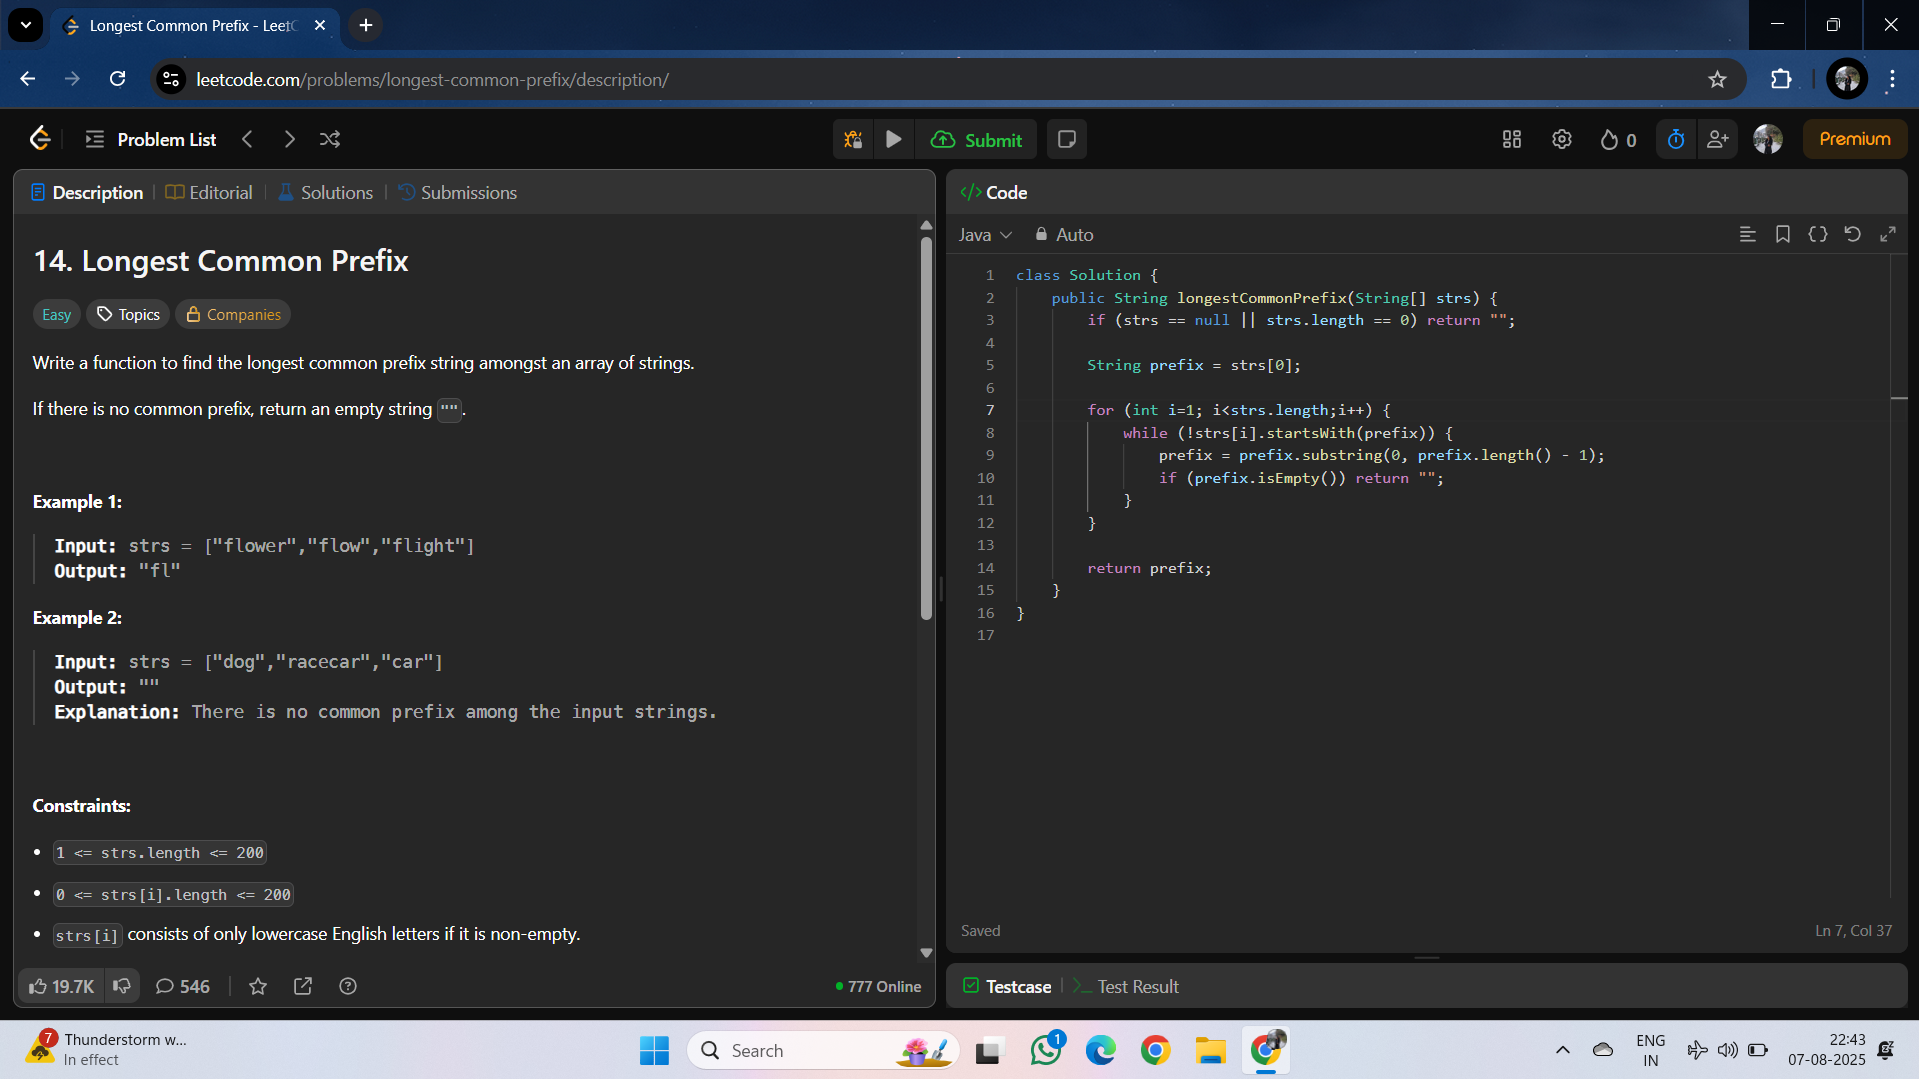 Longest Common Prefix - LeetC
leetcode.com/problems/longest-common-prefix/description/
Problem List
Submit
0
Premium
Description
Editorial
Solutions
Submissions
14. Longest Common Prefix
Easy
Topics
Companies
Write a function to find the longest common prefix string amongst an array of strings.
If there is no common prefix, return an empty string "".
Example 1:
Input: strs = ["flower","flow","flight"]
Output: "fl"
Example 2:
Input: strs = ["dog","racecar","car"]
Output: ""
Explanation: There is no common prefix among the input strings.
Constraints:
• 1 <= strs.length <= 200
• 0 <= strs[i].length <= 200
• strs[i] consists of only lowercase English letters if it is non-empty.
19.7K
546
777 Online
</> Code
Java
Auto
1 class Solution {
2 public String longestCommonPrefix(String[] strs) {
3 if (strs == null || strs.length == 0) return "";
4
5 String prefix = strs[0];
6
7 for (int i=1; i<strs.length;i++) {
8 while (!strs[i].startsWith(prefix)) {
9 prefix = prefix.substring(0, prefix.length() - 1);
10 if (prefix.isEmpty()) return "";
11 }
12 }
13
14 return prefix;
15 }
16 }
17
Saved
Ln 7, Col 37
Testcase
Test Result
7
Thunderstorm w...
In effect
Search
1
ENG
IN
22:43
07-08-2025